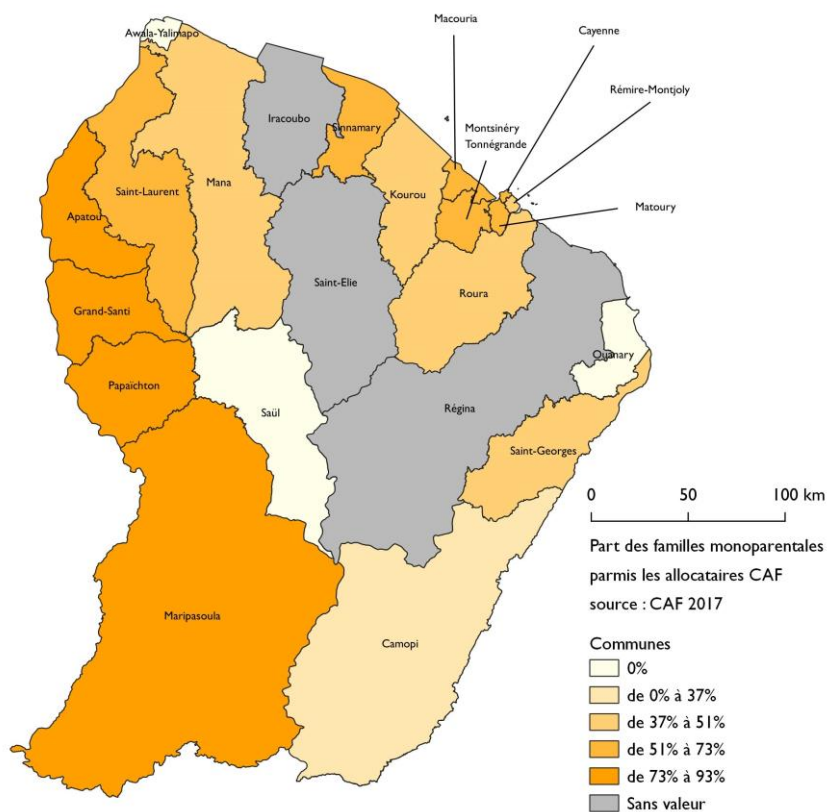 Macouria
Cayenne
Awala-Yalimapo
Rémire-Montjoly
Iracoubo
Sinnamary
Montsinéry
Tonnégrande
Saint-Laurent
Mana
Kourou
Matoury
Apatou
Saint-Elie
Roura
Grand-Santi
Ouanary
Papaïchton
Saül
Régina
Saint-Georges
0 50 100 km
Part des familles monoparentales
parmis les allocataires CAF
source : CAF 2017
Maripasoula
Camopi
Communes
0%
de 0% à 37%
de 37% à 51%
de 51% à 73%
de 73% à 93%
Sans valeur